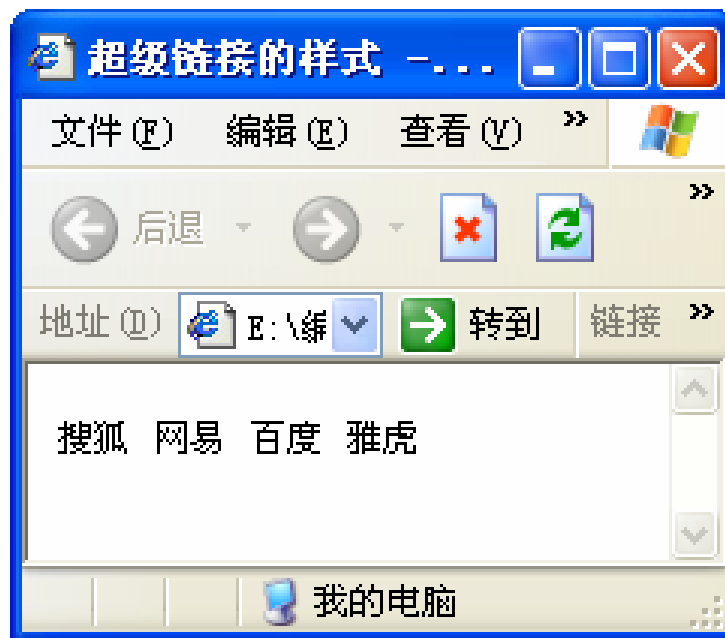 超级链接的样式 -...
文件(F) 编辑(E) 查看(V) »
后退 »
地址(D) E:\ 转到 链接 »
搜狐 网易 百度 雅虎
我的电脑